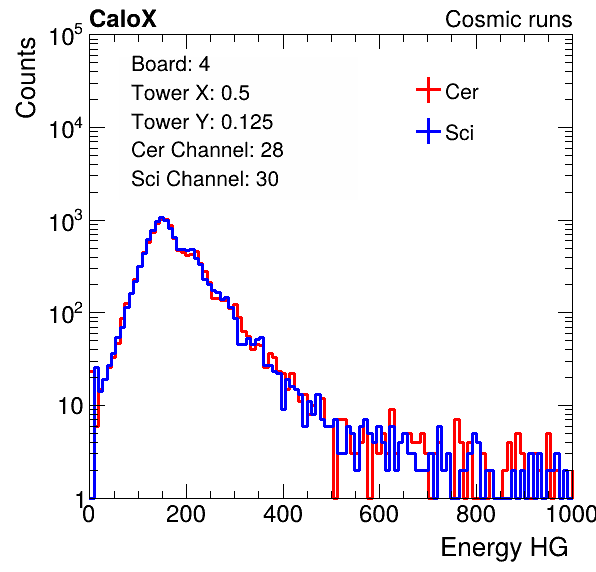 CaloX Cosmic runs
Counts
10^5
10^4
10^3
10^2
10
1
Board: 4
Tower X: 0.5
Tower Y: 0.125
Cer Channel: 28
Sci Channel: 30
Cer
Sci
0 200 400 600 800 1000
Energy HG